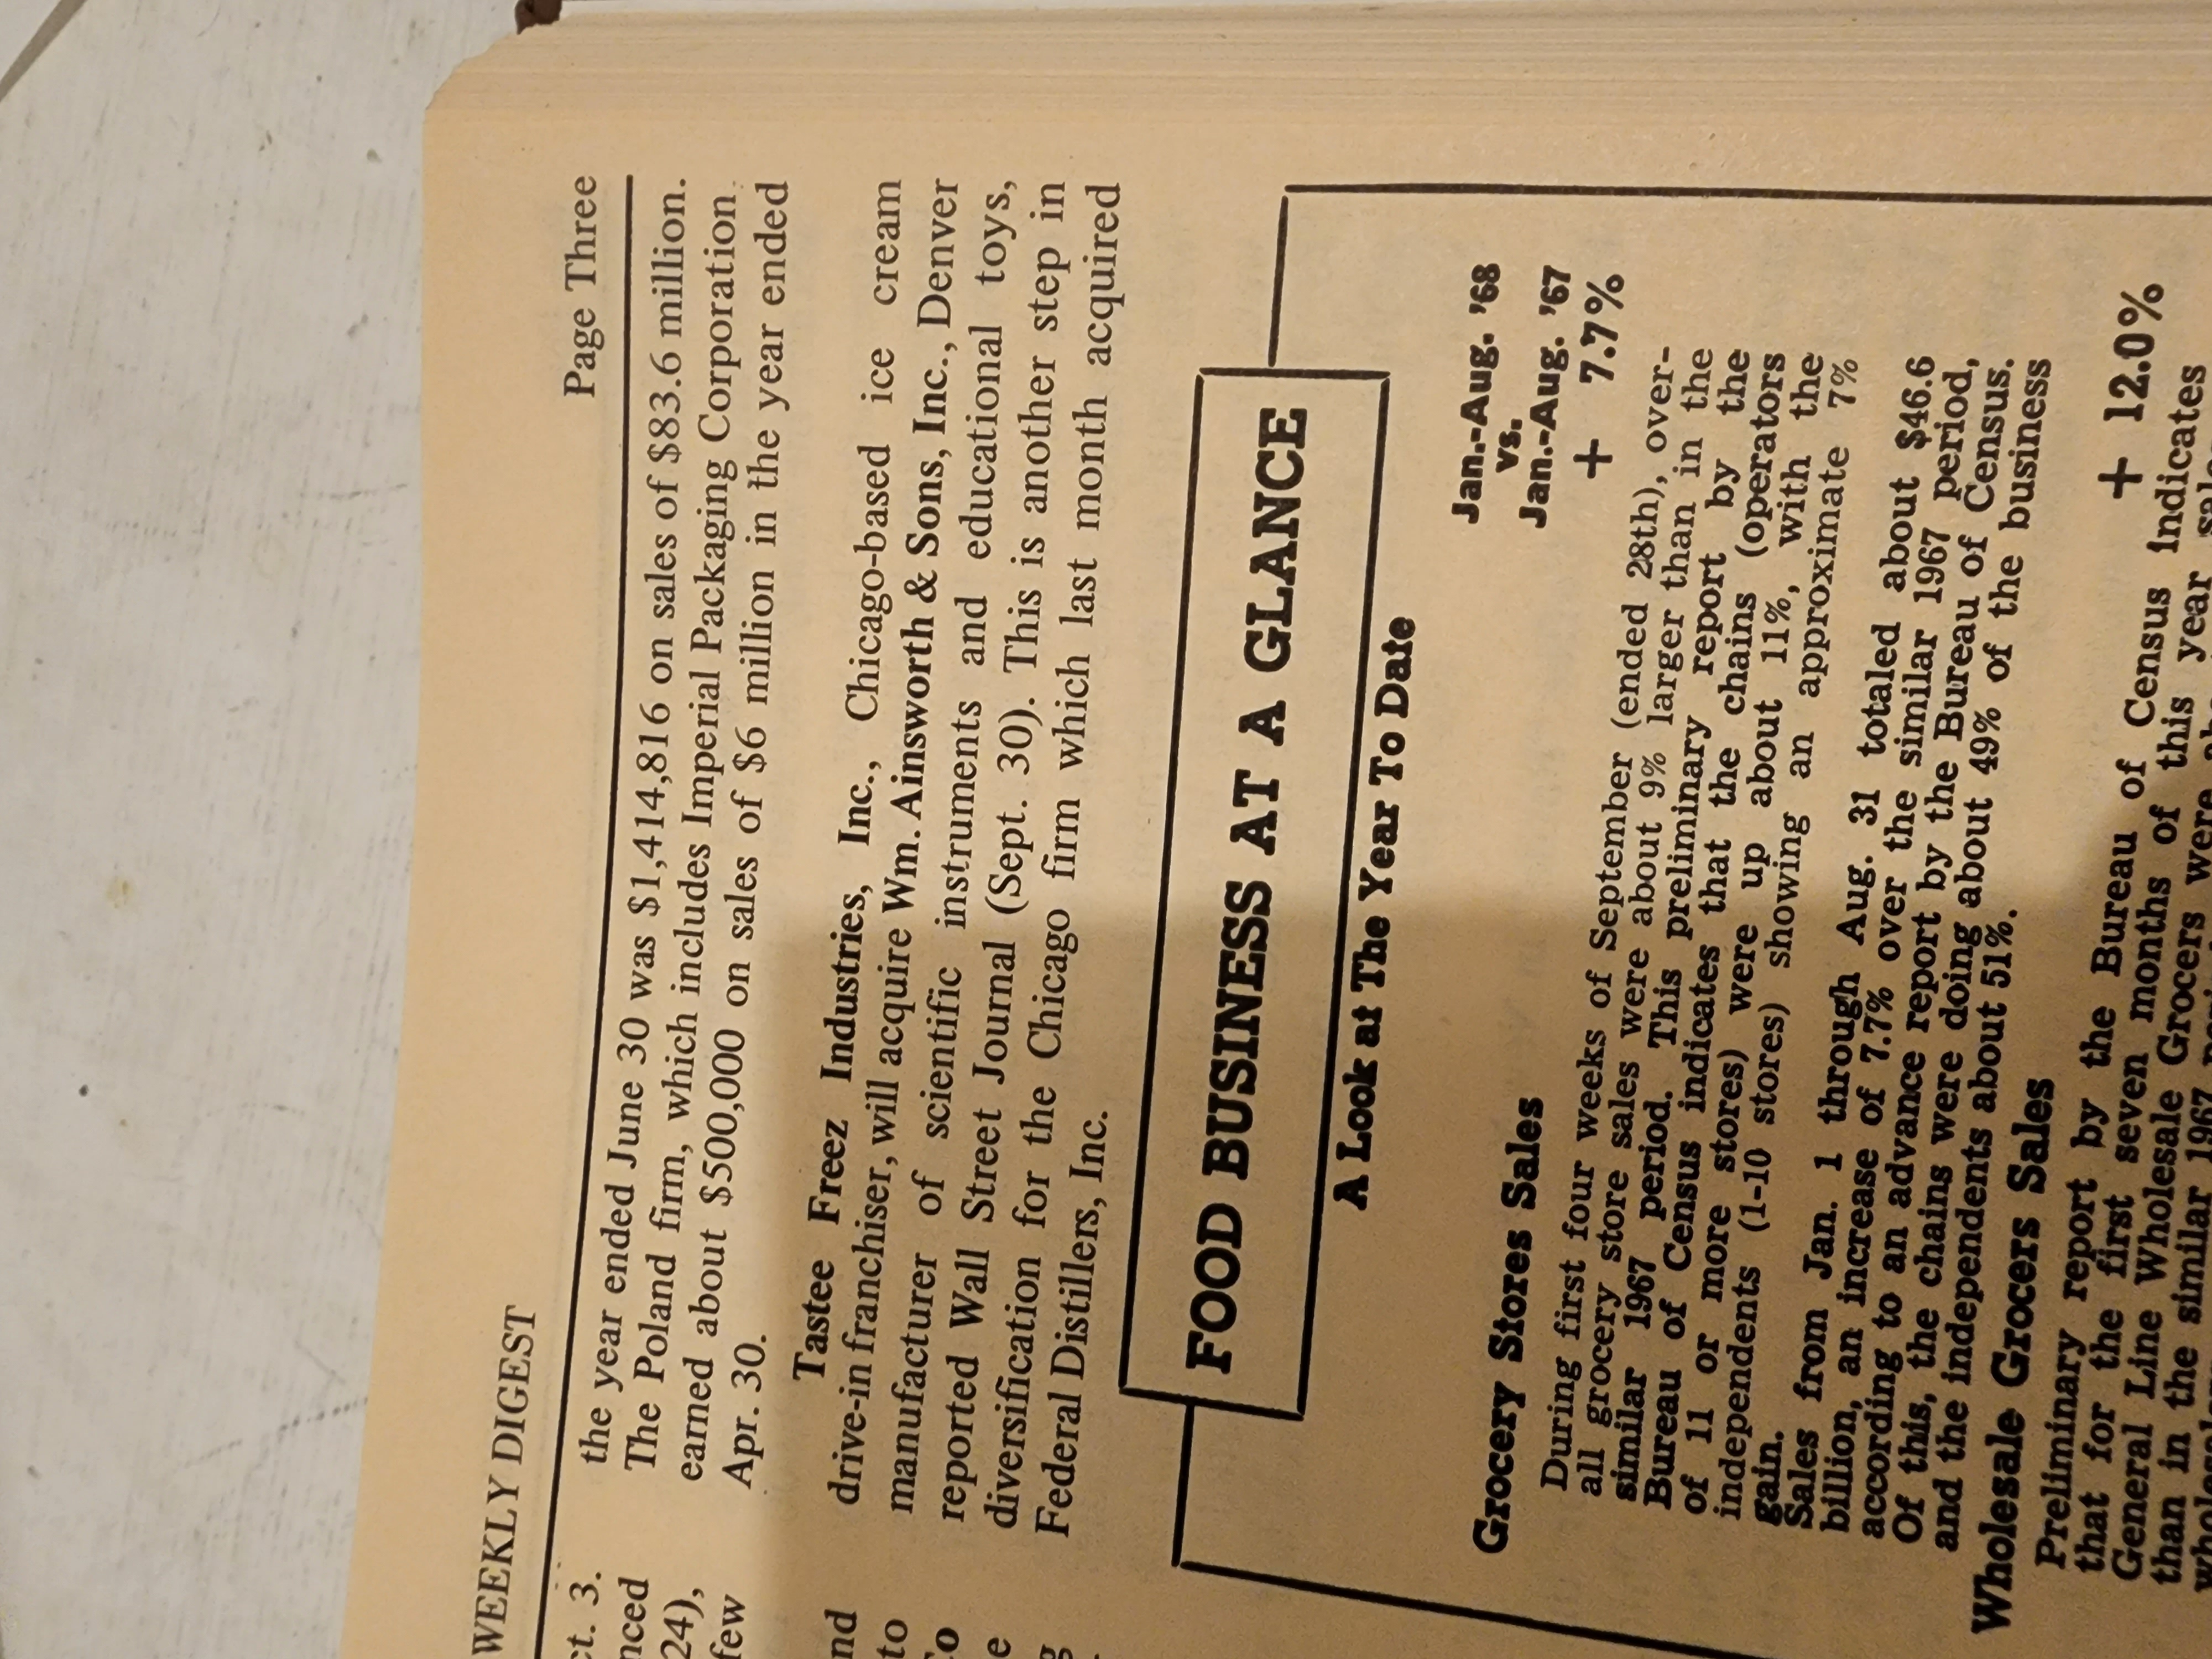 WEEKLY DIGEST
Page Three
ct. 3.
nced
24),
few
nd
to
Co
e
g
the year ended June 30 was $1,414,816 on sales of $83.6 million.
The Poland firm, which includes Imperial Packaging Corporation
earned about $500,000 on sales of $6 million in the year ended
Apr. 30.
Tastee Freez Industries, Inc., Chicago-based ice cream
drive-in franchiser, will acquire Wm. Ainsworth & Sons, Inc., Denver
manufacturer of scientific instruments and educational toys,
reported Wall Street Journal (Sept. 30). This is another step in
diversification for the Chicago firm which last month acquired
Federal Distillers, Inc.
FOOD BUSINESS AT A GLANCE
A Look at The Year To Date
Jan.-Aug. '68
vs.
Jan.-Aug. '67
Grocery Stores Sales + 7.7%
During first four weeks of September (ended 28th), over-
all grocery store sales were about 9% larger than in the
similar 1967 period. This preliminary report by the
Bureau of Census indicates that the chains (operators
of 11 or more stores) were up about 11%, with the
independents (1-10 stores) showing an approximate 7%
gain.
Sales from Jan. 1 through Aug. 31 totaled about $46.6
billion, an increase of 7.7% over the similar 1967 period,
according to an advance report by the Bureau of Census.
Of this, the chains were doing about 49% of the business
and the independents about 51%.
Wholesale Grocers Sales + 12.0%
Preliminary report by the Bureau of Census indicates
that for the first seven months of this year
General Line Wholesale Grocers were
than in the similar 1967